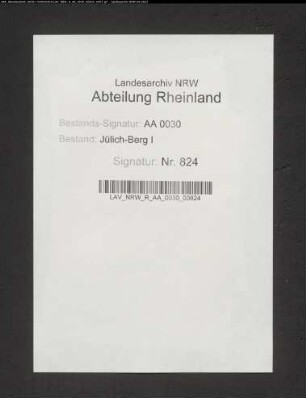 Landesarchiv NRW
Abteilung Rheinland
Bestands-Signatur: AA 0030
Bestand: Jülich-Berg I
Signatur: Nr. 824
LAV_NRW_R_AA_0030_00824